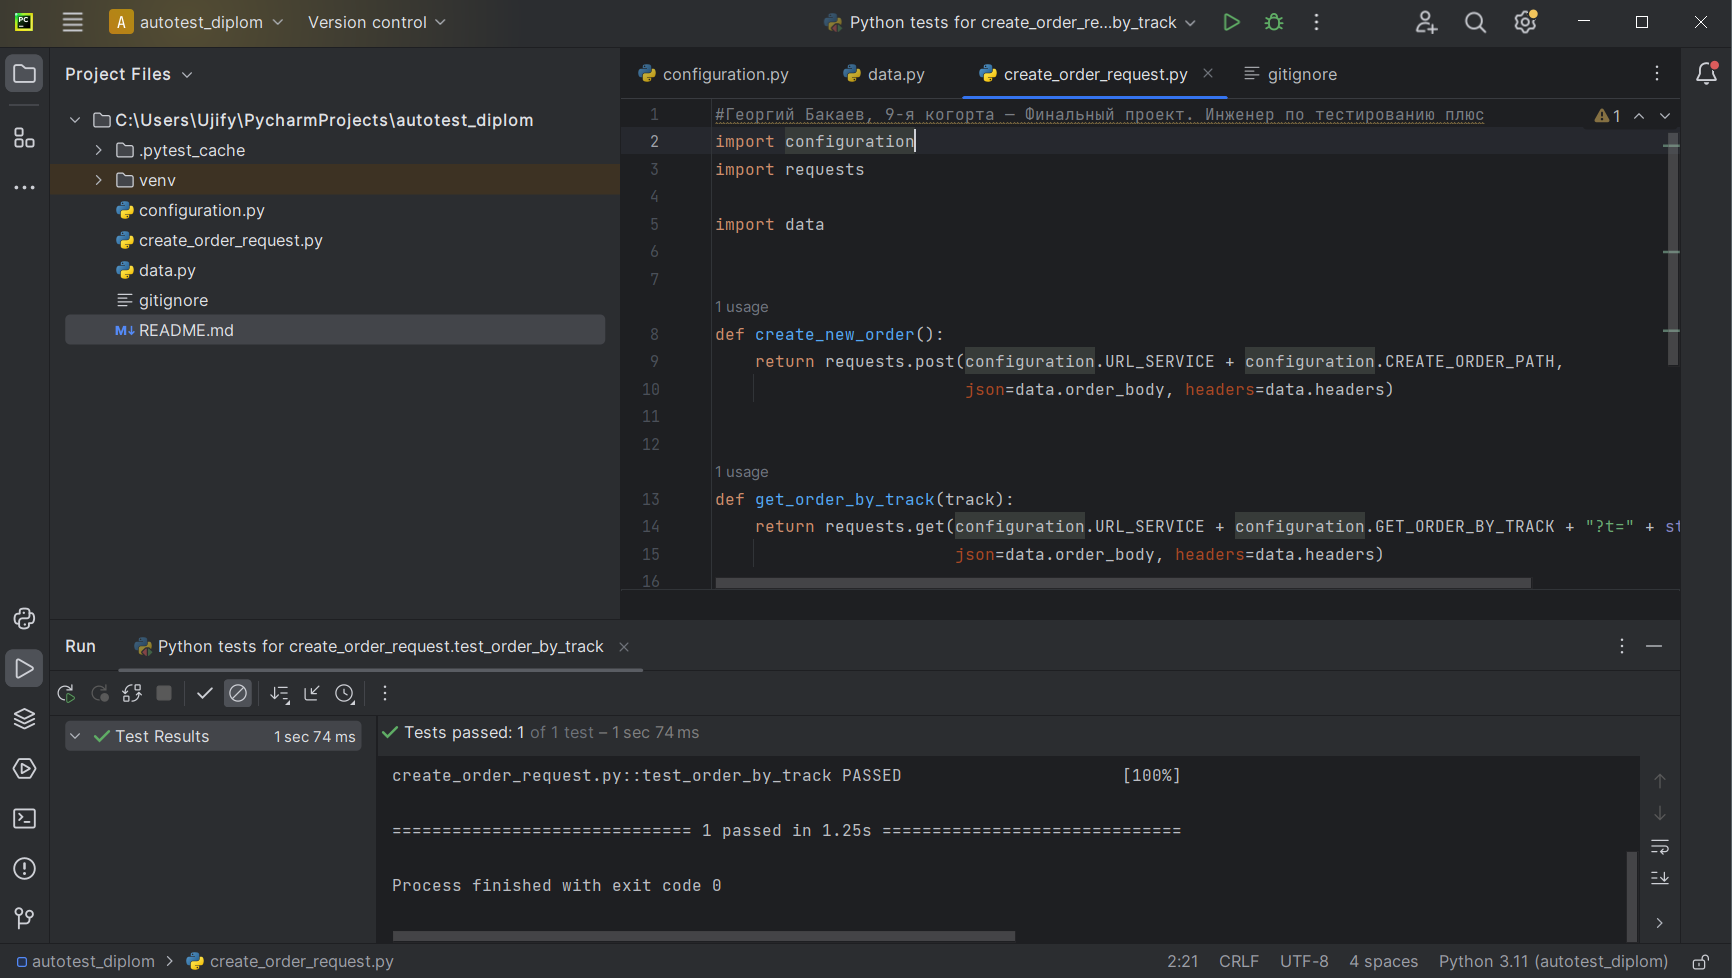 PC
A autotest_diplom Version control Python tests for create_order_re...by_track
Project Files
C:\Users\Ujify\PycharmProjects\autotest_diplom
.pytest_cache
venv
configuration.py
create_order_request.py
data.py
gitignore
M↓ README.md
configuration.py data.py create_order_request.py gitignore
1 #Георгий Бакаев, 9-я когорта — Финальный проект. Инженер по тестированию плюс 1
2 import configuration
3 import requests
4
5 import data
6
7
1 usage
8 def create_new_order():
9 return requests.post(configuration.URL_SERVICE + configuration.CREATE_ORDER_PATH,
10 json=data.order_body, headers=data.headers)
11
12
1 usage
13 def get_order_by_track(track):
14 return requests.get(configuration.URL_SERVICE + configuration.GET_ORDER_BY_TRACK + "?t=" + st
15 json=data.order_body, headers=data.headers)
16
Run Python tests for create_order_request.test_order_by_track
Test Results 1 sec 74 ms
Tests passed: 1 of 1 test – 1 sec 74 ms
create_order_request.py::test_order_by_track PASSED [100%]
============================== 1 passed in 1.25s ==============================
Process finished with exit code 0
autotest_diplom > create_order_request.py 2:21 CRLF UTF-8 4 spaces Python 3.11 (autotest_diplom)